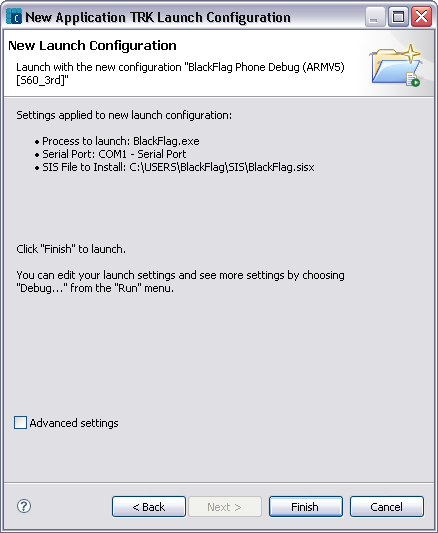 New Application TRK Launch Configuration
New Launch Configuration
Launch with the new configuration "BlackFlag Phone Debug (ARMV5)
[S60_3rd]"
Settings applied to new launch configuration:
• Process to launch: BlackFlag.exe
• Serial Port: COM1 - Serial Port
• SIS File to Install: C:\USERS\BlackFlag\SIS\BlackFlag.sisx
Click "Finish" to launch.
You can edit your launch settings and see more settings by choosing
"Debug..." from the "Run" menu.
Advanced settings
? < Back Next > Finish Cancel